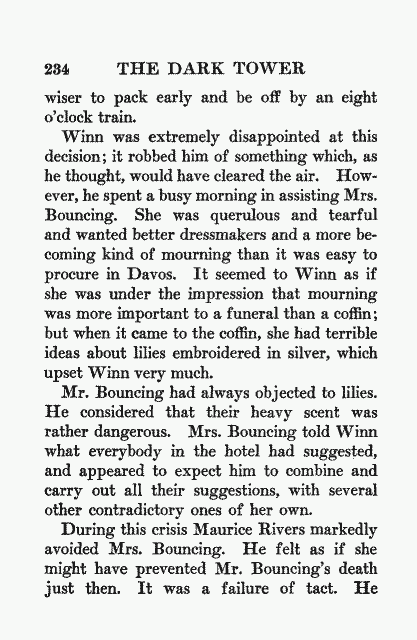 234 THE DARK TOWER
wiser to pack early and be off by an eight
o'clock train.
Winn was extremely disappointed at this
decision; it robbed him of something which, as
he thought, would have cleared the air. How-
ever, he spent a busy morning in assisting Mrs.
Bouncing. She was querulous and tearful
and wanted better dressmakers and a more be-
coming kind of mourning than it was easy to
procure in Davos. It seemed to Winn as if
she was under the impression that mourning
was more important to a funeral than a coffin;
but when it came to the coffin, she had terrible
ideas about lilies embroidered in silver, which
upset Winn very much.
Mr. Bouncing had always objected to lilies.
He considered that their heavy scent was
rather dangerous. Mrs. Bouncing told Winn
what everybody in the hotel had suggested,
and appeared to expect him to combine and
carry out all their suggestions, with several
other contradictory ones of her own.
During this crisis Maurice Rivers markedly
avoided Mrs. Bouncing. He felt as if she
might have prevented Mr. Bouncing's death
just then. It was a failure of tact. He